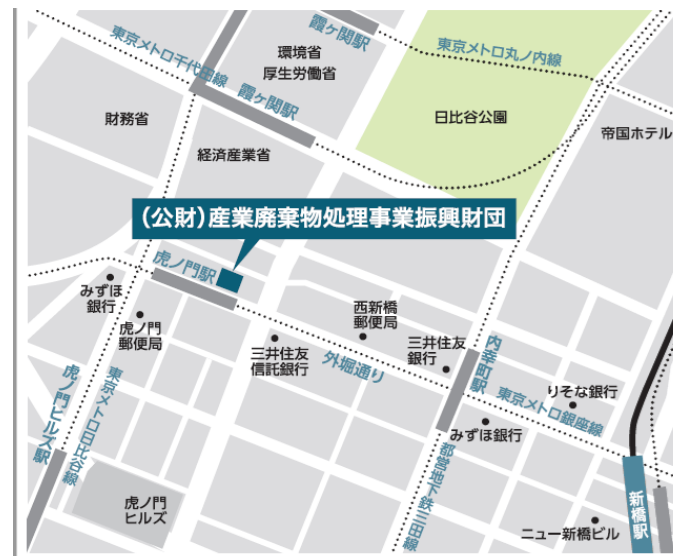 霞ヶ関駅
東京メトロ千代田線
環境省
厚生労働省
東京メトロ丸ノ内線
霞ヶ関駅
財務省
日比谷公園
帝国ホテル
経済産業省
(公財)産業廃棄物処理事業振興財団
虎ノ門駅
みずほ
銀行
虎ノ門
郵便局
西新橋
郵便局
三井住友
信託銀行
外堀通り
三井住友
銀行
内幸町駅
りそな銀行
東京メトロ銀座線
みずほ銀行
虎ノ門ヒルズ駅
東京メトロ日比谷線
都営地下鉄三田線
虎ノ門
ヒルズ
新橋駅
ニュー新橋ビル